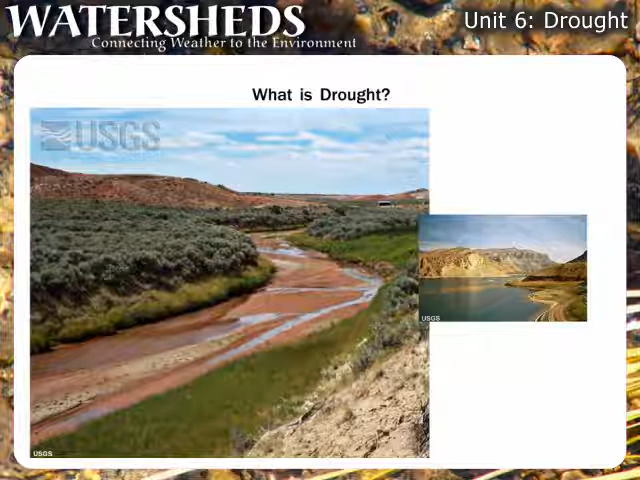 WATERSHEDS
Connecting Weather to the Environment
Unit 6: Drought
What is Drought?
USGS
USGS
USGS